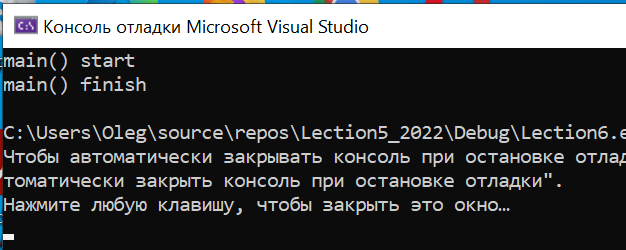 Консоль отладки Microsoft Visual Studio
main() start
main() finish
C:\Users\Oleg\source\repos\Lection5_2022\Debug\Lection6.e
Чтобы автоматически закрывать консоль при остановке отлад
томатически закрыть консоль при остановке отладки".
Нажмите любую клавишу, чтобы закрыть это окно…